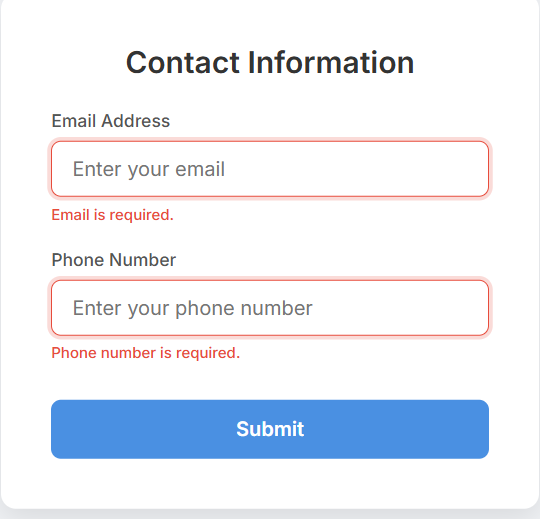 Contact Information
Email Address
Enter your email
Email is required.
Phone Number
Enter your phone number
Phone number is required.
Submit